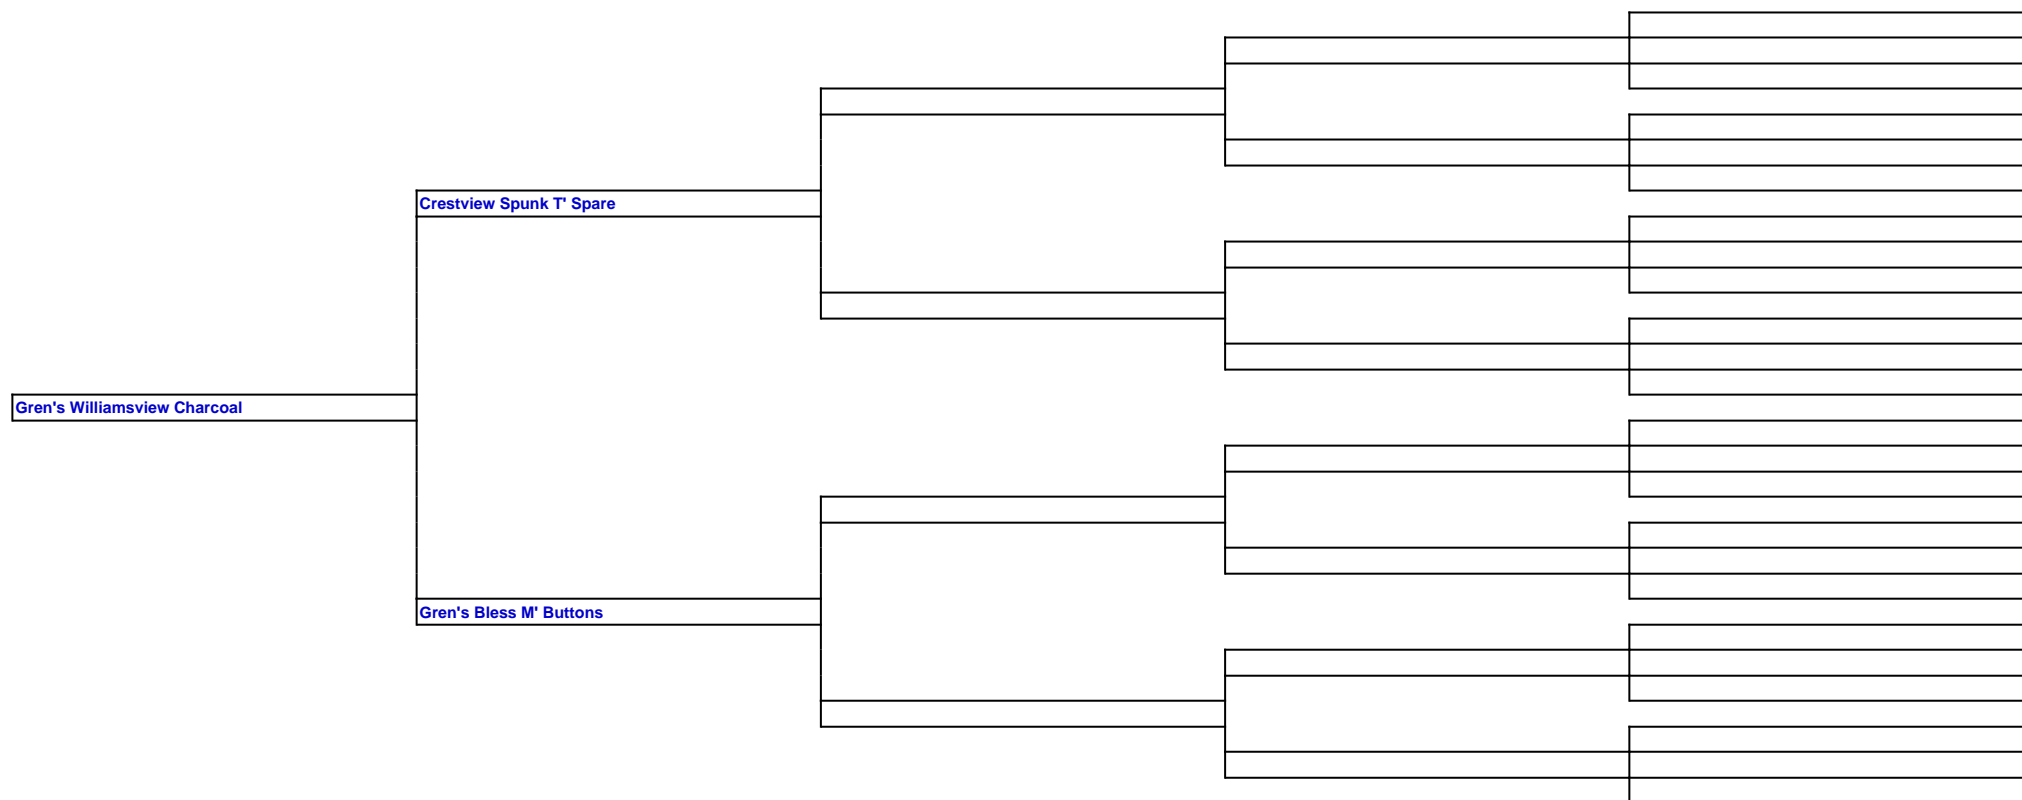 Crestview Spunk T' Spare
Gren's Williamsview Charcoal
Gren's Bless M' Buttons